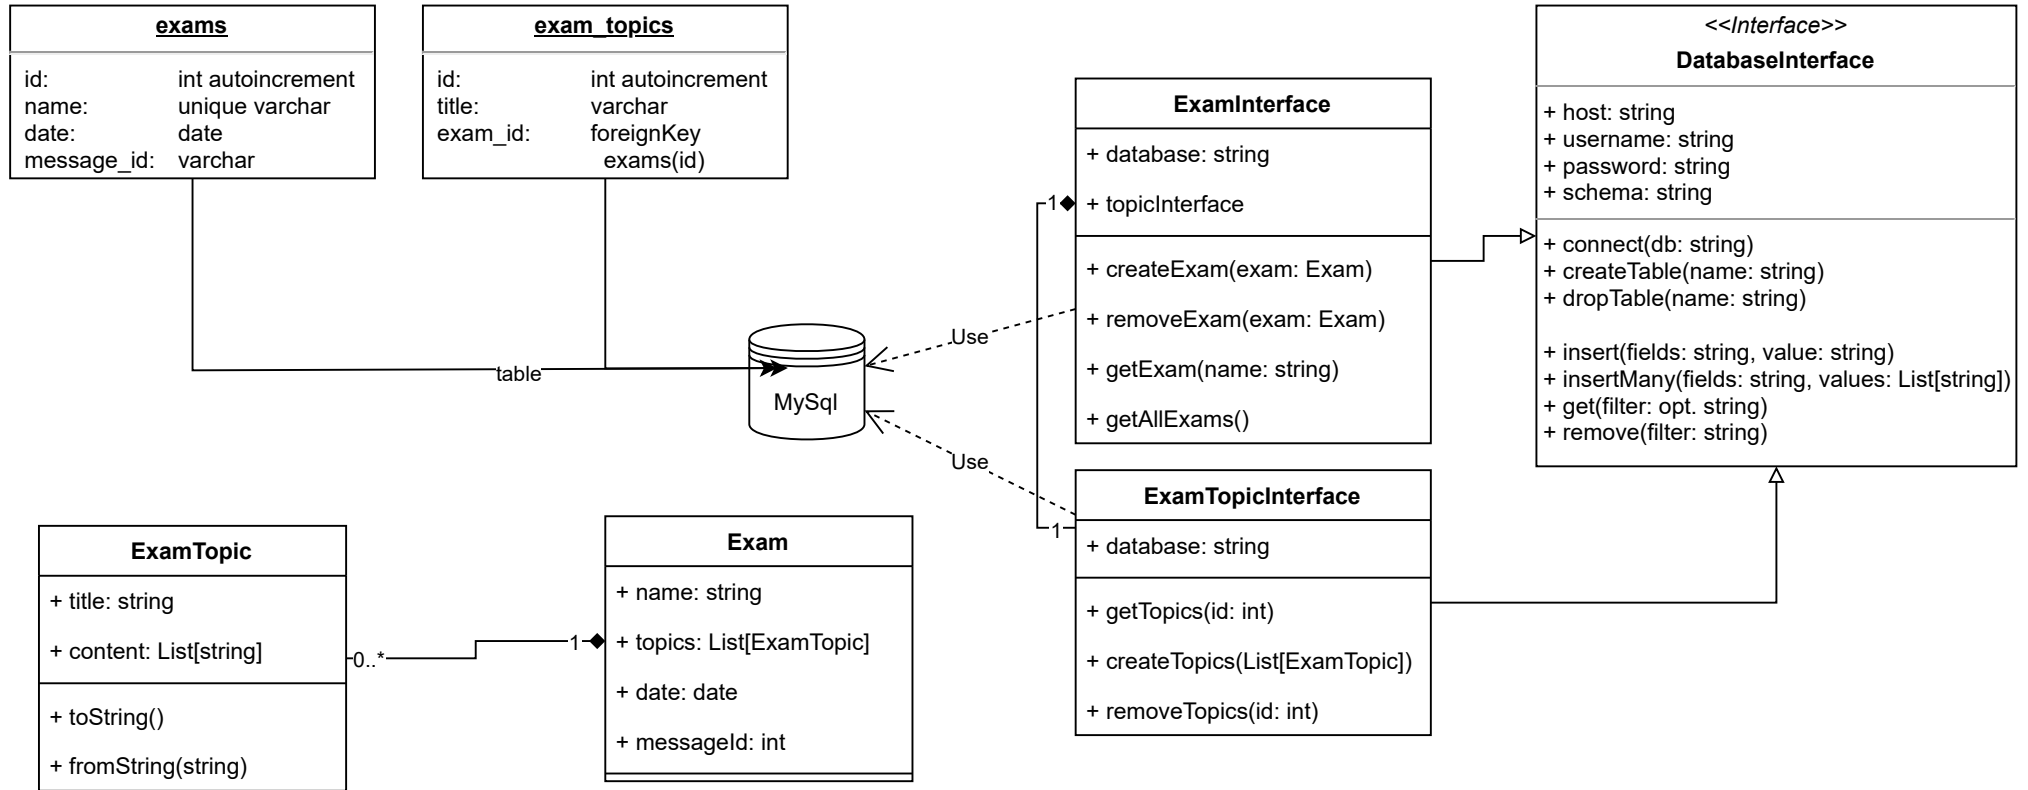 exams
id: int autoincrement
name: unique varchar
date: date
message_id: varchar
exam_topics
id: int autoincrement
title: varchar
exam_id: foreignKey
exams(id)
table
MySql
Use
Use
ExamInterface
+ database: string
+ topicInterface
+ createExam(exam: Exam)
+ removeExam(exam: Exam)
+ getExam(name: string)
+ getAllExams()
1
1
ExamTopicInterface
+ database: string
+ getTopics(id: int)
+ createTopics(List[ExamTopic])
+ removeTopics(id: int)
<<Interface>>
DatabaseInterface
+ host: string
+ username: string
+ password: string
+ schema: string
+ connect(db: string)
+ createTable(name: string)
+ dropTable(name: string)
+ insert(fields: string, value: string)
+ insertMany(fields: string, values: List[string])
+ get(filter: opt. string)
+ remove(filter: string)
ExamTopic
+ title: string
+ content: List[string]
+ toString()
+ fromString(string)
0..*
1
Exam
+ name: string
+ topics: List[ExamTopic]
+ date: date
+ messageId: int